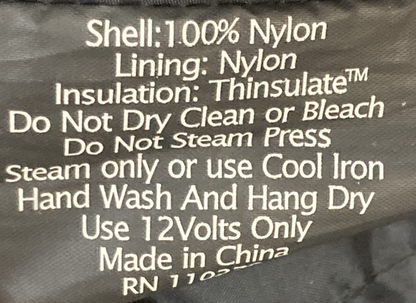 Shell:100% Nylon
Lining: Nylon
Insulation: Thinsulate™
Do Not Dry Clean or Bleach
Do Not Steam Press
Steam only or use Cool Iron
Hand Wash And Hang Dry
Use 12Volts Only
Made in China
RN